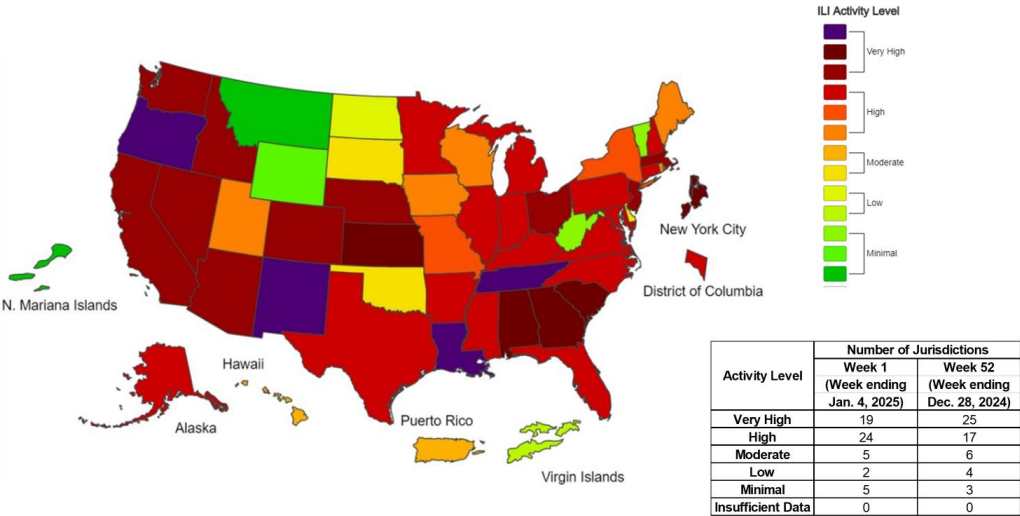 ILI Activity Level
Very High
High
Moderate
Low
Minimal
New York City
District of Columbia
N. Mariana Islands
Hawaii
Alaska
Puerto Rico
Virgin Islands
Activity Level
Number of Jurisdictions
Week 1
(Week ending
Jan. 4, 2025)
Week 52
(Week ending
Dec. 28, 2024)
Very High 19 25
High 24 17
Moderate 5 6
Low 2 4
Minimal 5 3
Insufficient Data 0 0